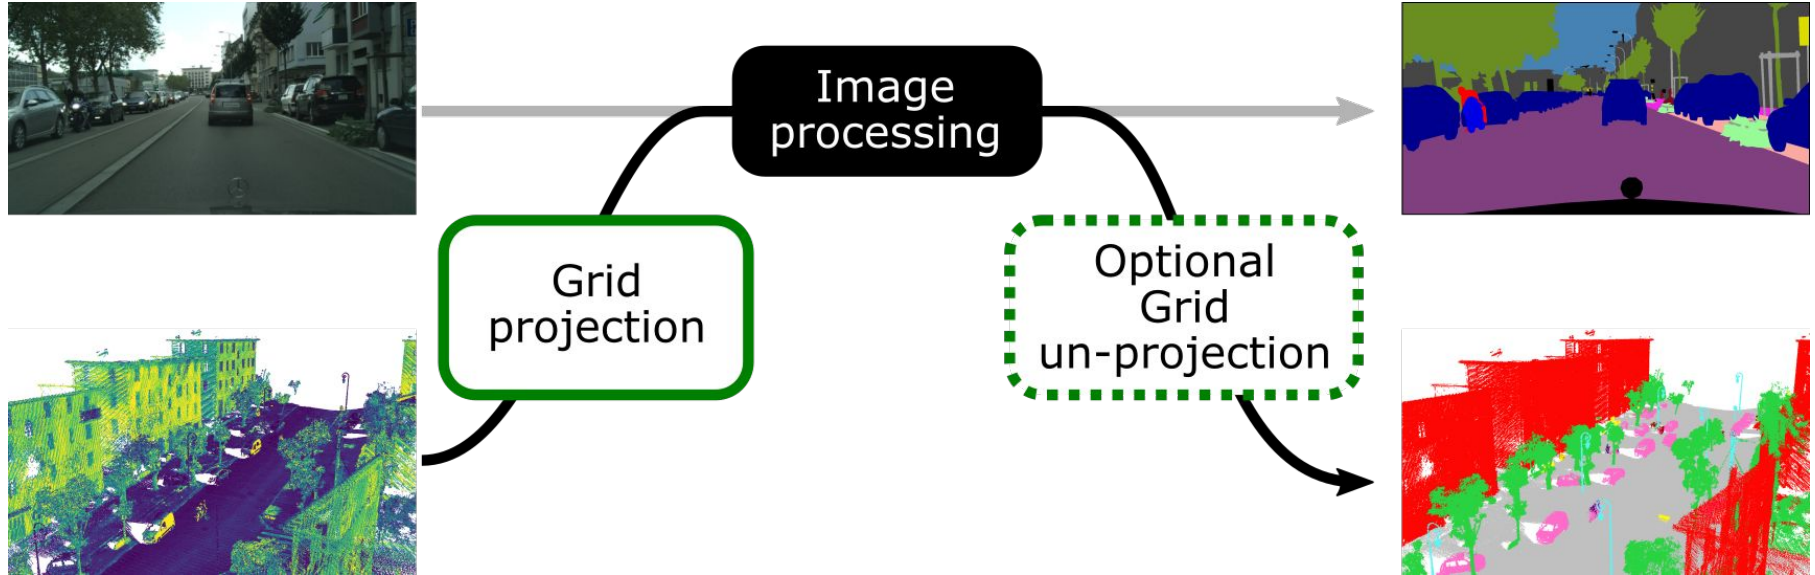 Image
processing
Grid
projection
Optional
Grid
un-projection